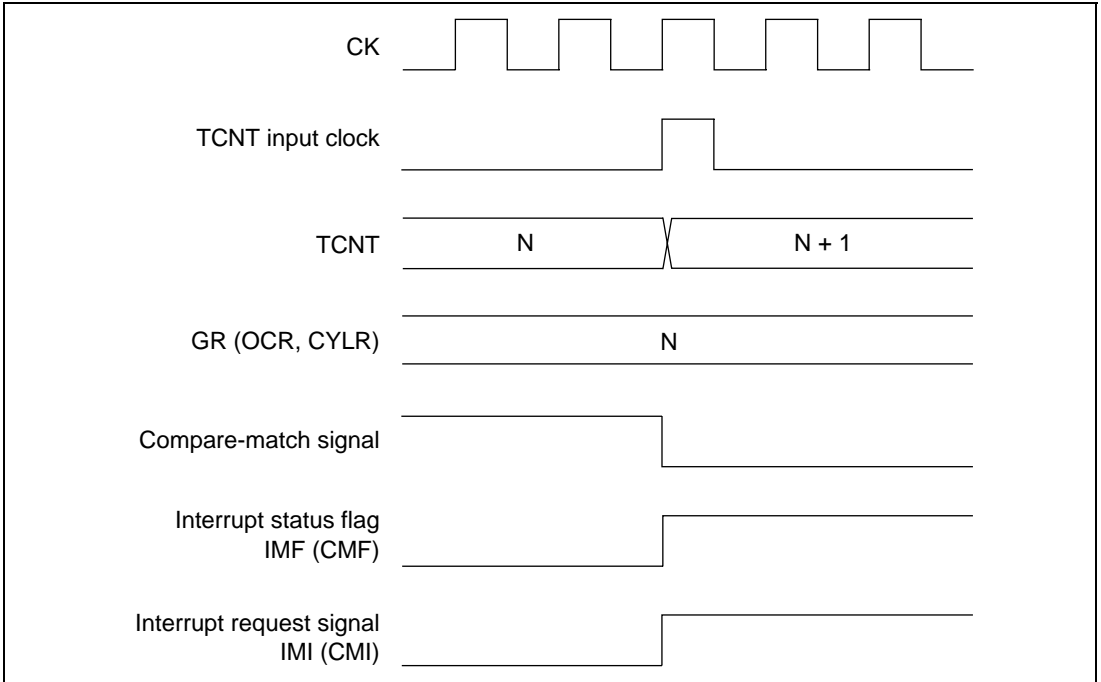 CK
TCNT input clock
TCNT
N
N + 1
GR (OCR, CYLR)
N
Compare-match signal
Interrupt status flag
IMF (CMF)
Interrupt request signal
IMI (CMI)